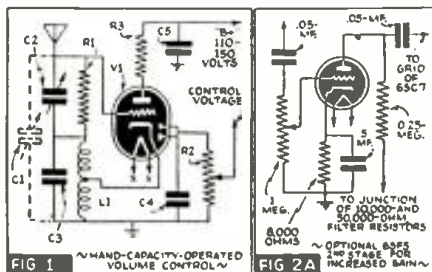 C2
R1
R3
V1
C5
"B+"
110-
150
VOLTS
CONTROL
VOLTAGE
R2
C1
L1
C4
C3
FIG 1
~HAND-CAPACITY-OPERATED
VOLUME CONTROL~
.05-
MF.
.05-MF.
TO
GRID
OF
6SC7
0.25-
MEG.
5
MF.
1
MEG.
8,000
OHMS
TO JUNCTION
OF 10,000-AND
50,000-OHM
FILTER RESISTORS
FIG 2A
~OPTIONAL 6SF5
2ND STAGE FOR
INCREASED GAIN~